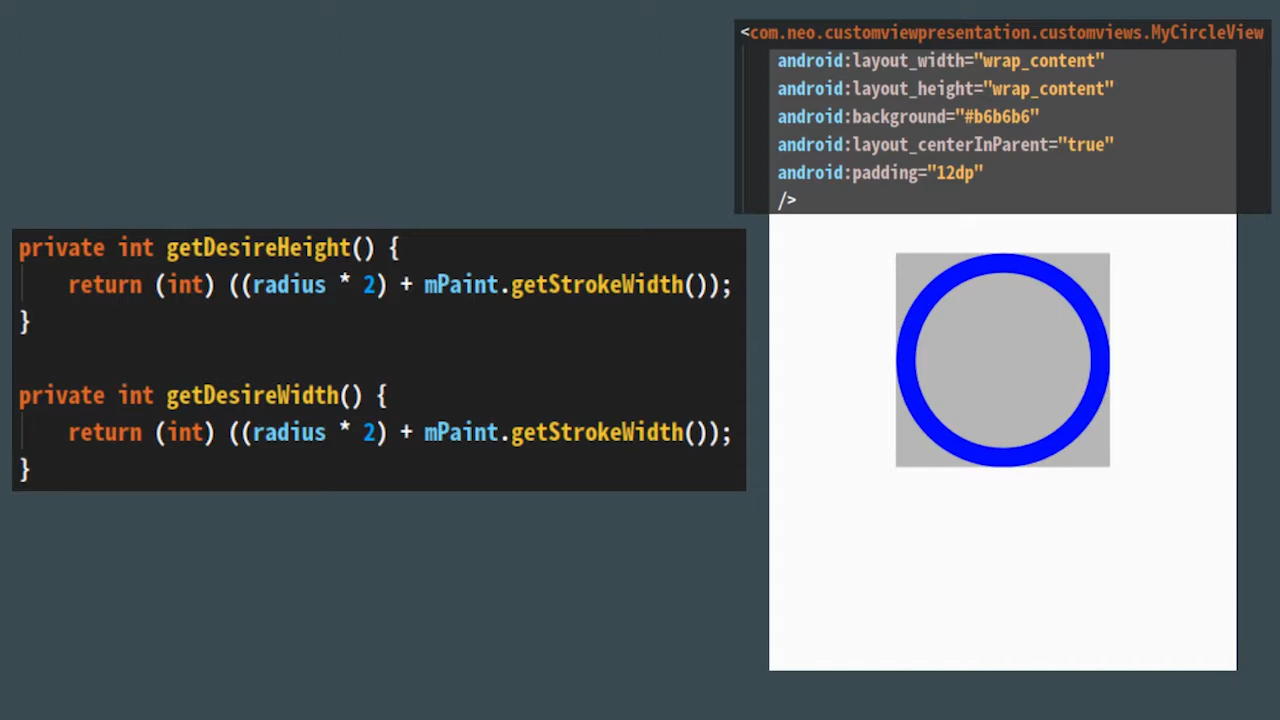 <com.neo.customviewpresentation.customviews.MyCircleView
android:layout_width="wrap_content"
android:layout_height="wrap_content"
android:background="#b6b6b6"
android:layout_centerInParent="true"
android:padding="12dp"
/>
private int getDesireHeight() {
return (int) ((radius * 2) + mPaint.getStrokeWidth());
}
private int getDesireWidth() {
return (int) ((radius * 2) + mPaint.getStrokeWidth());
}